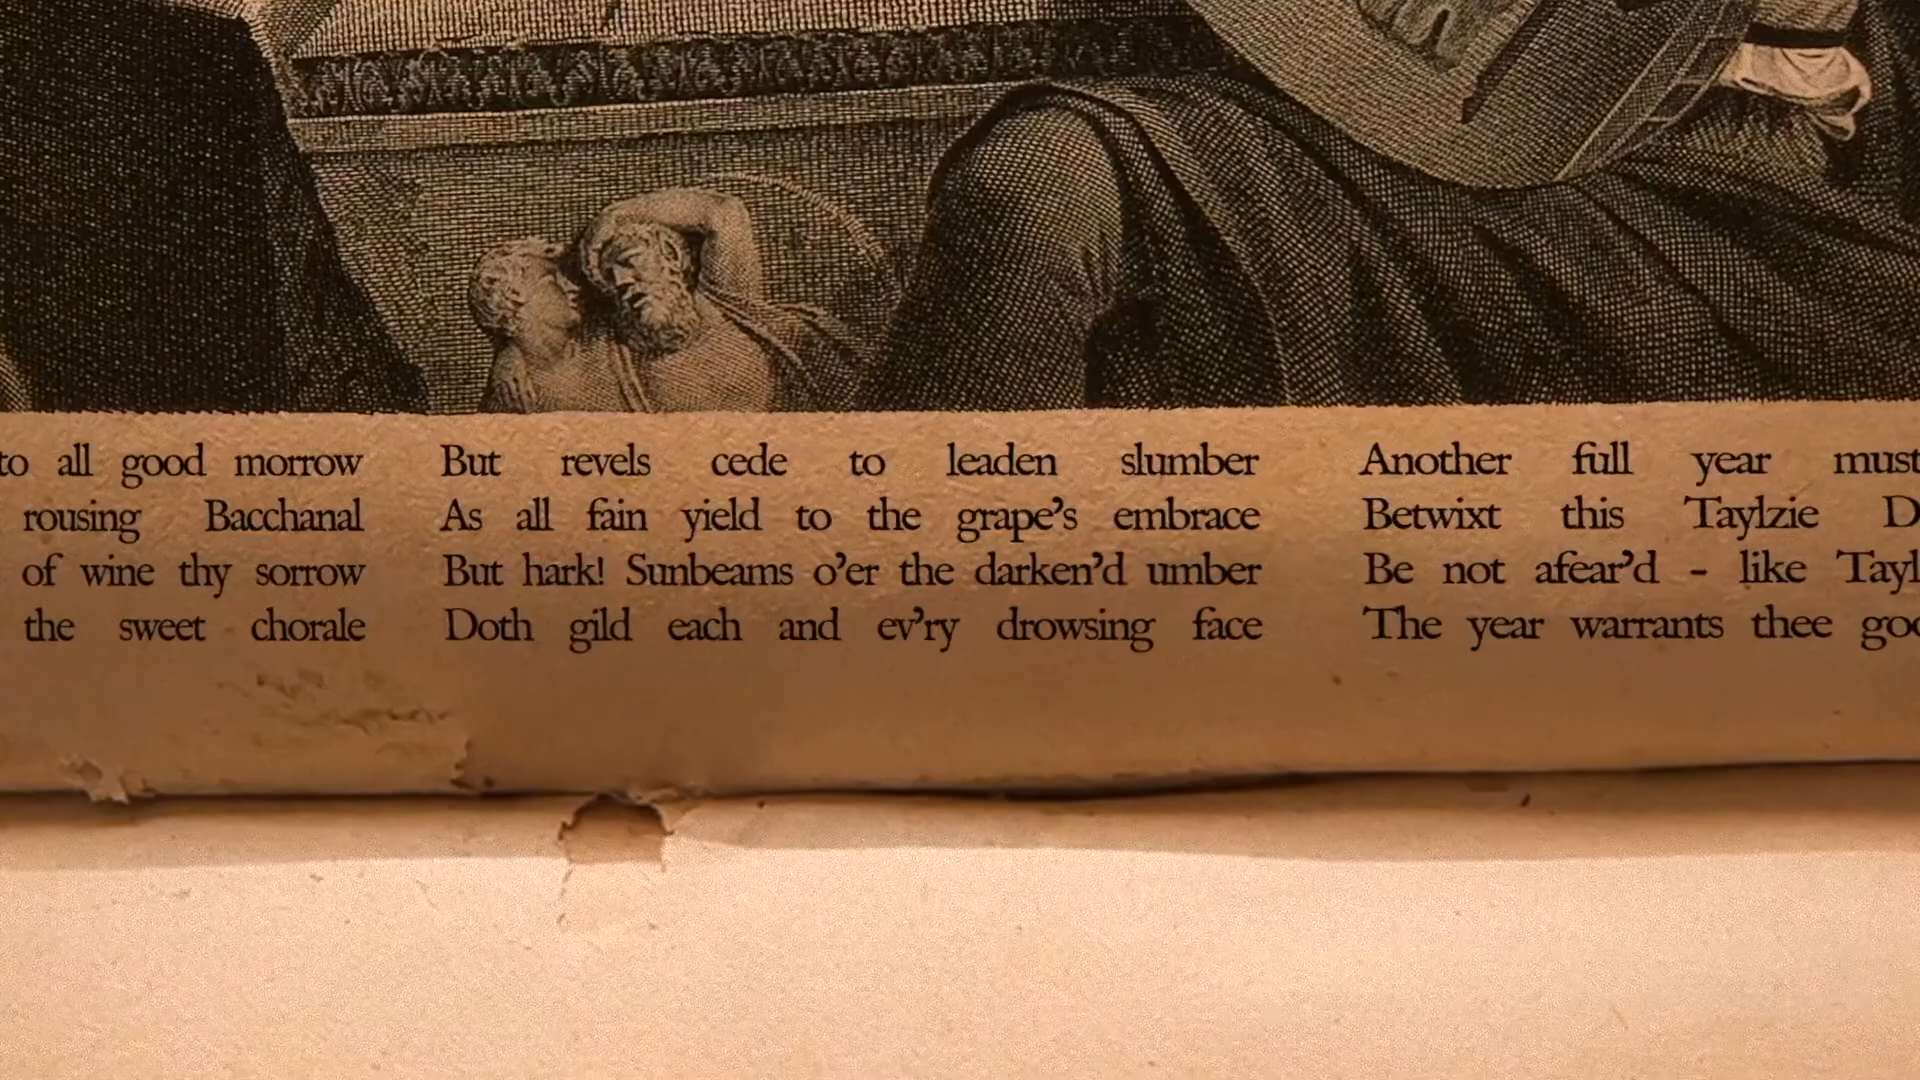 to all good morrow
rousing Bacchanal
of wine thy sorrow
the sweet chorale
But revels cede to leaden slumber
As all fain yield to the grape's embrace
But hark! Sunbeams o'er the darken'd umber
Doth gild each and ev'ry drowsing face
Another full year must
Betwixt this Taylzie
Be not afear'd - like
The year warrants thee